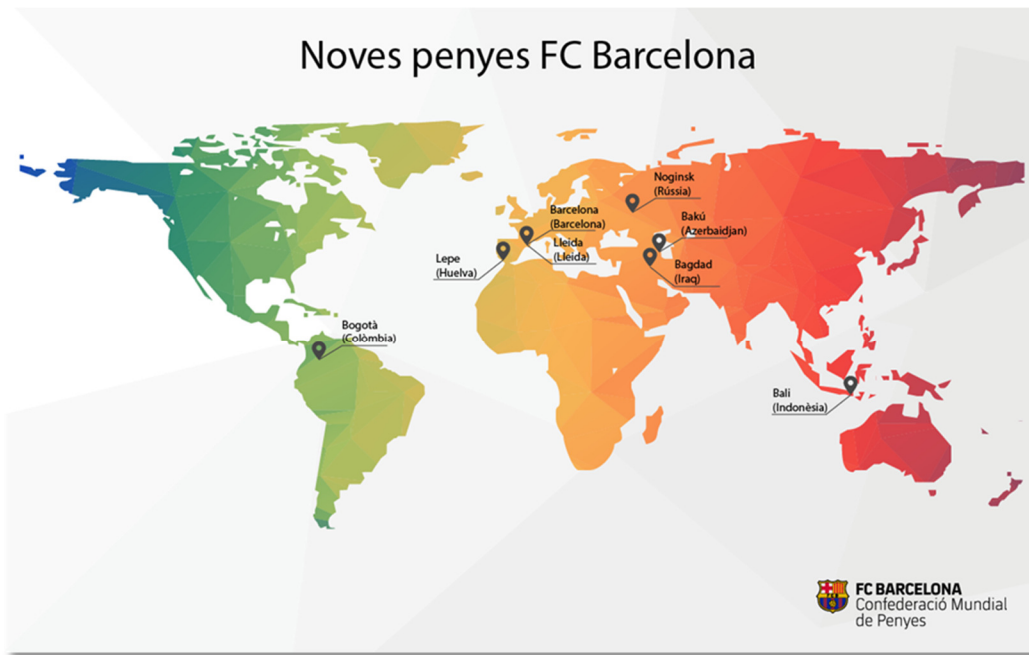 Noves penyes FC Barcelona
Noginsk
(Rússia)
Barcelona
(Barcelona)
Bakú
(Azerbaidjan)
Lleida
(Lleida)
Lepe
(Huelva)
Bagdad
(Iraq)
Bogotà
(Colòmbia)
Bali
(Indonèsia)
FC BARCELONA
Confederació Mundial
de Penyes